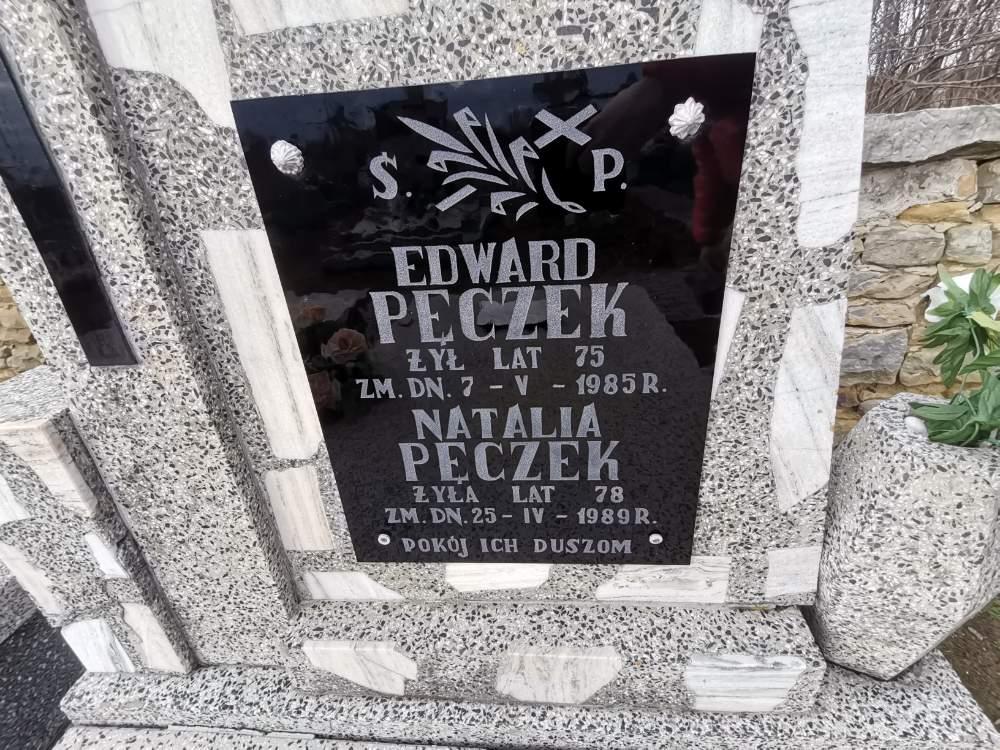 Ś. P.
EDWARD
PĘCZEK
ŻYŁ LAT 75
ZM. DN. 7 - V - 1985 R.
NATALIA
PĘCZEK
ŻYŁA LAT 78
ZM. DN. 25 - IV - 1989 R.
POKÓJ ICH DUSZOM